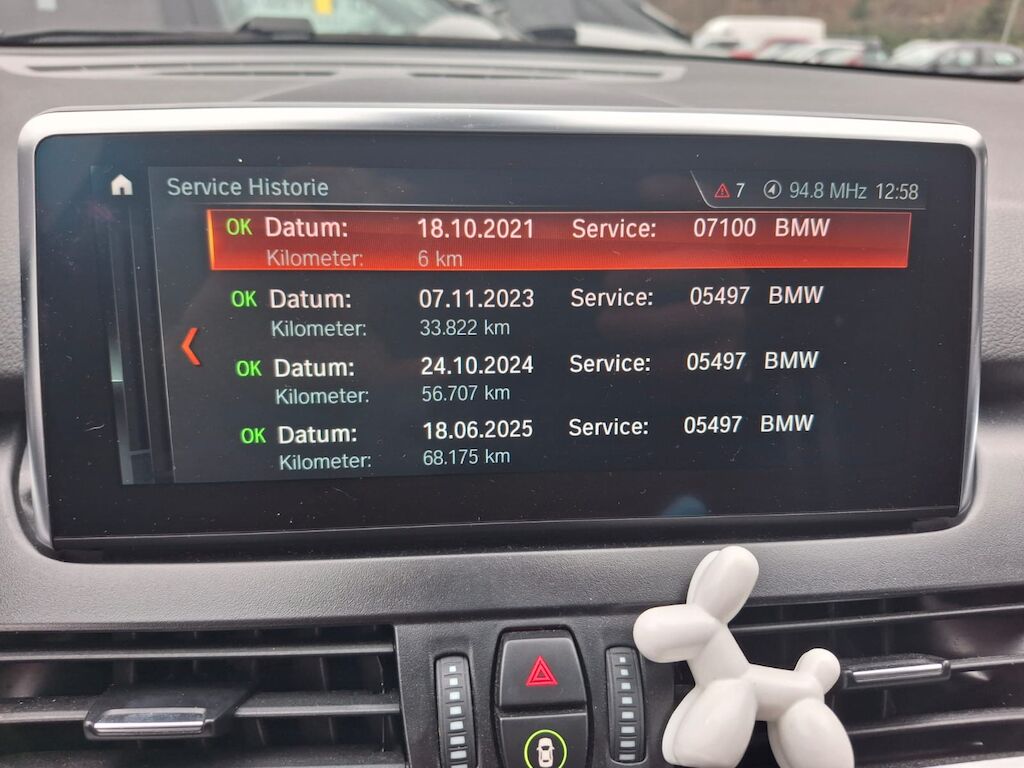 Service Historie 7 94.8 MHz 12:58
OK Datum: 18.10.2021 Service: 07100 BMW
Kilometer: 6 km
OK Datum: 07.11.2023 Service: 05497 BMW
Kilometer: 33.822 km
OK Datum: 24.10.2024 Service: 05497 BMW
Kilometer: 56.707 km
OK Datum: 18.06.2025 Service: 05497 BMW
Kilometer: 68.175 km